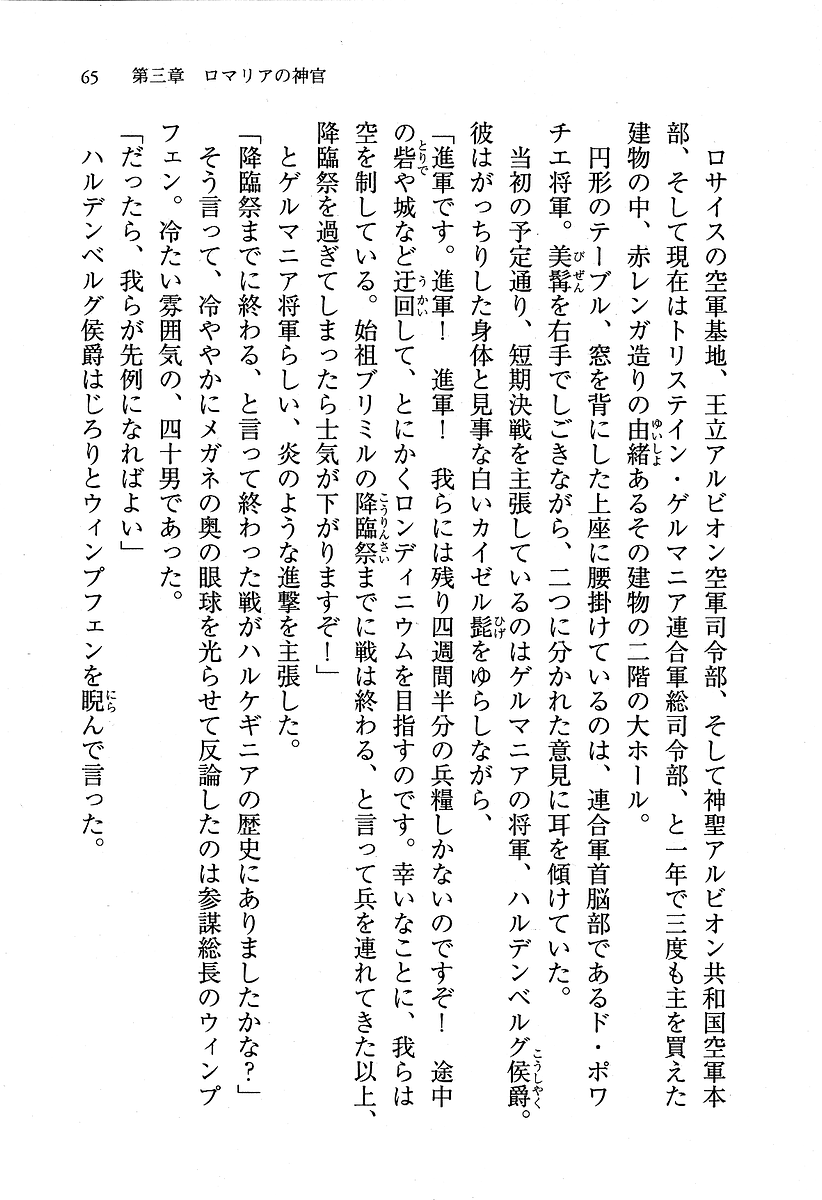 65　第三章　ロマリアの神官
　ロサイスの空軍基地、王立アルビオン空軍司令部、そして神聖アルビオン共和国空軍本
部、そして現在はトリステイン・ゲルマニア連合軍総司令部、と一年で三度も主を買えた
建物の中、赤レンガ造りの由緒あるその建物の二階の大ホール。
　円形のテーブル、窓を背にした上座に腰掛けているのは、連合軍首脳部であるド・ポワ
チエ将軍。美髯を右手でしごきながら、二つに分かれた意見に耳を傾けていた。
　当初の予定通り、短期決戦を主張しているのはゲルマニアの将軍、ハルデンベルグ侯爵。
彼はがっちりした身体と見事な白いカイゼル髭をゆらしながら、
「進軍です。進軍！　進軍！　我らには残り四週間半分の兵糧しかないのですぞ！　途中
の砦や城など迂回して、とにかくロンディニウムを目指すのです。幸いなことに、我らは
空を制している。始祖ブリミルの降臨祭までに戦は終わる、と言って兵を連れてきた以上、
降臨祭を過ぎてしまったら士気が下がりますぞ！」
　とゲルマニア将軍らしい、炎のような進撃を主張した。
「降臨祭までに終わる、と言って終わった戦がハルケギニアの歴史にありましたかな？」
　そう言って、冷ややかにメガネの奥の眼球を光らせて反論したのは参謀総長のウィンプ
フェン。冷たい雰囲気の、四十男であった。
「だったら、我らが先例になればよい」
　ハルデンベルグ侯爵はじろりとウィンプフェンを睨んで言った。